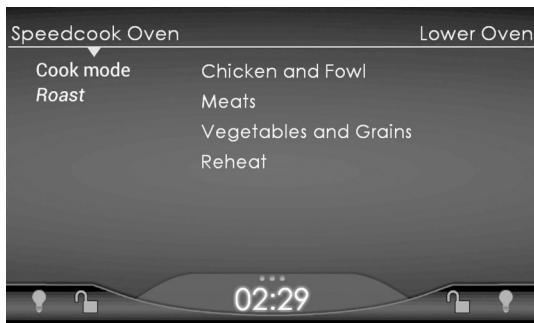 Speedcook Oven
Lower Oven
Cook mode
Roast
Chicken and Fowl
Meats
Vegetables and Grains
Reheat
02:29